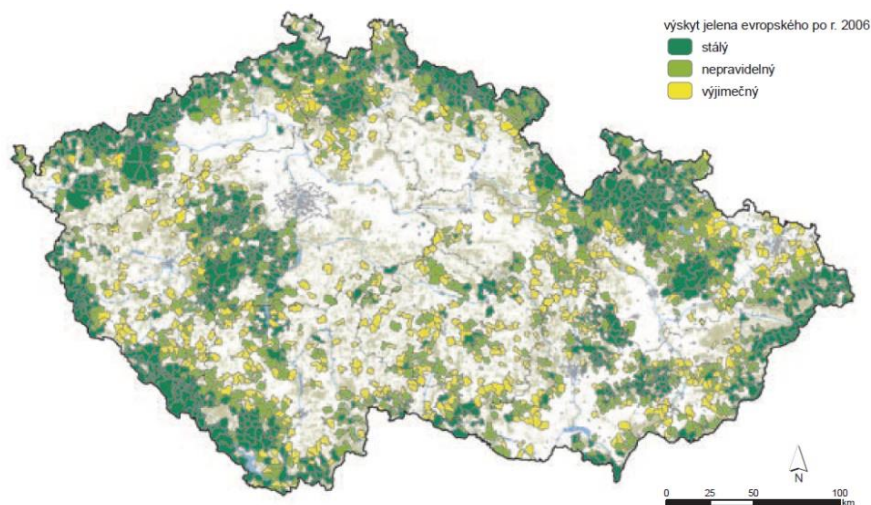 výskyt jelena evropského po r. 2006
stálý
nepravidelný
výjimečný
N
0 25 50 100
km